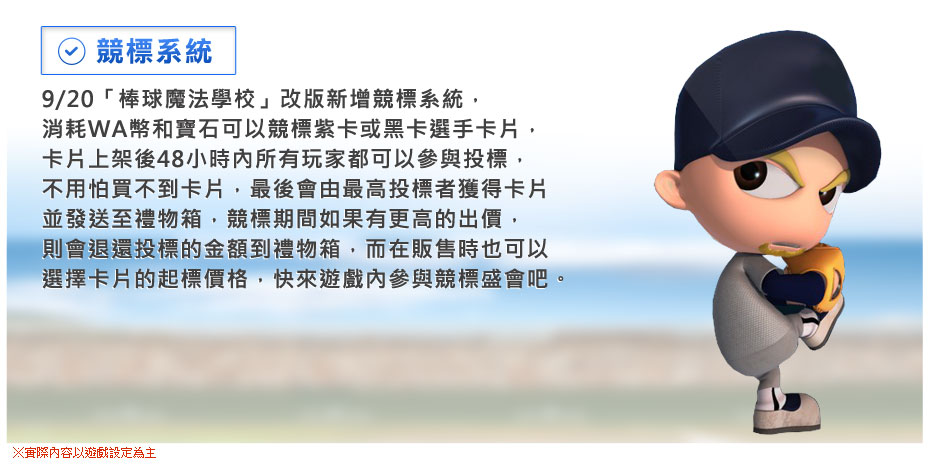 競標系統
9/20「棒球魔法學校」改版新增競標系統，
消耗WA幣和寶石可以競標紫卡或黑卡選手卡片，
卡片上架後48小時內所有玩家都可以參與投標，
不用怕買不到卡片，最後會由最高投標者獲得卡片
並發送至禮物箱，競標期間如果有更高的出價，
則會退還投標的金額到禮物箱，而在販售時也可以
選擇卡片的起標價格，快來遊戲內參與競標盛會吧。
※實際內容以遊戲設定為主